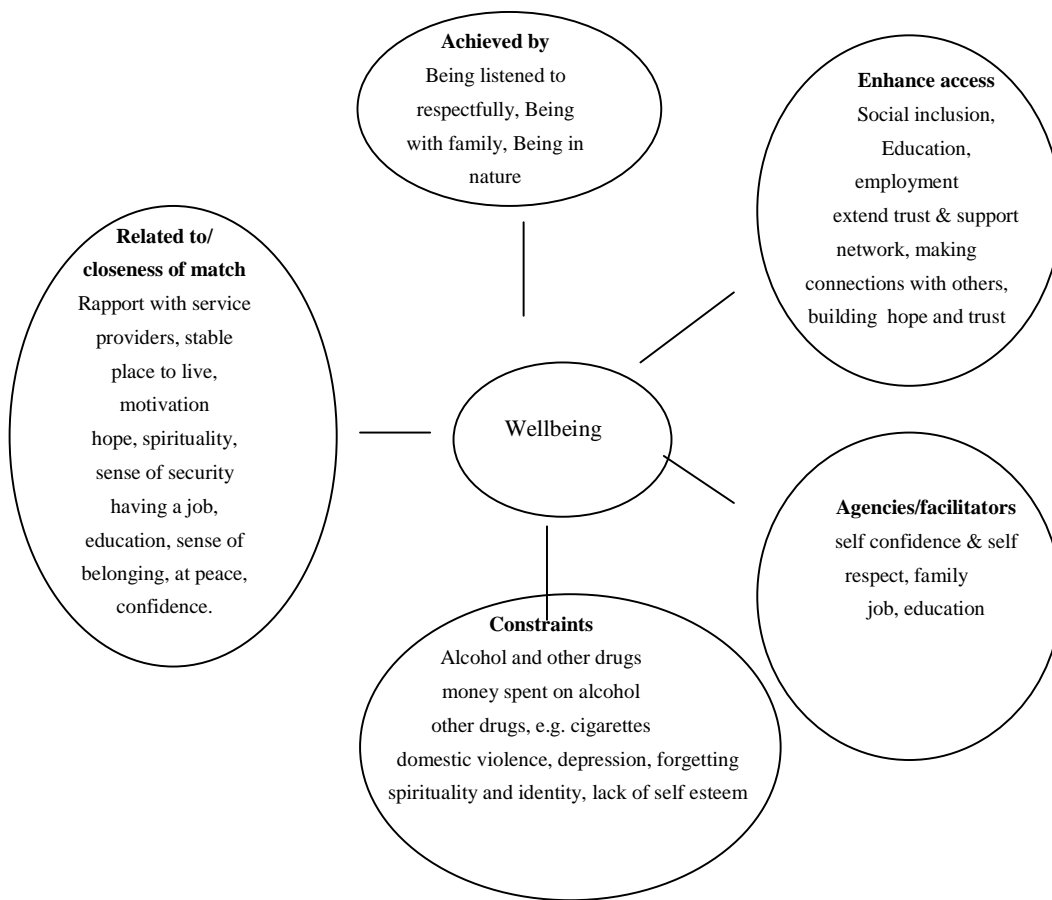 Achieved by
Being listened to
respectfully, Being
with family, Being in
nature
Enhance access
Social inclusion,
Education,
employment
extend trust & support
network, making
connections with others,
building hope and trust
Related to/
closeness of match
Rapport with service
providers, stable
place to live,
motivation
hope, spirituality,
sense of security
having a job,
education, sense of
belonging, at peace,
confidence.
Wellbeing
Agencies/facilitators
self confidence & self
respect, family
job, education
Constraints
Alcohol and other drugs
money spent on alcohol
other drugs, e.g. cigarettes
domestic violence, depression, forgetting
spirituality and identity, lack of self esteem